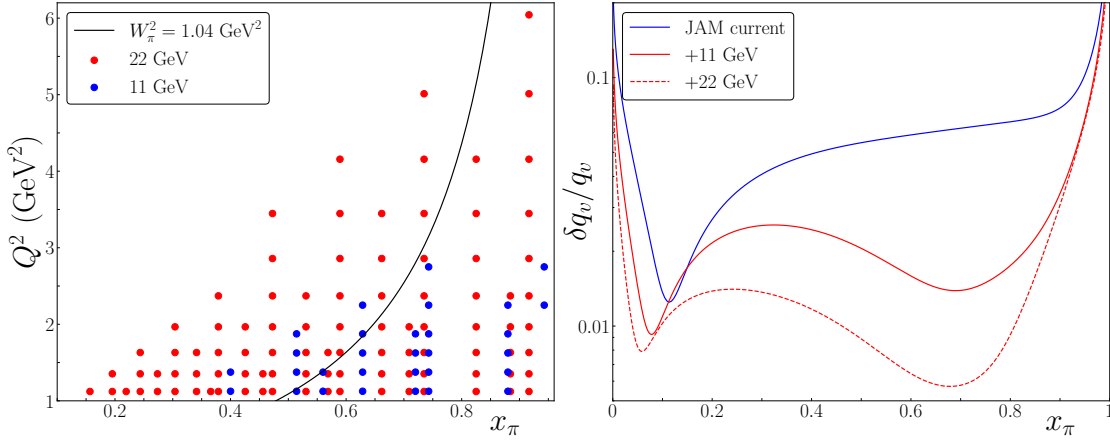 W_π^2 = 1.04 GeV^2
22 GeV
11 GeV
Q^2 (GeV^2)
6
5
4
3
2
1
0.2
0.4
0.6
0.8
x_π
JAM current
+11 GeV
+22 GeV
δq_v/q_v
0.1
0.01
0
0.2
0.4
0.6
0.8
1
x_π